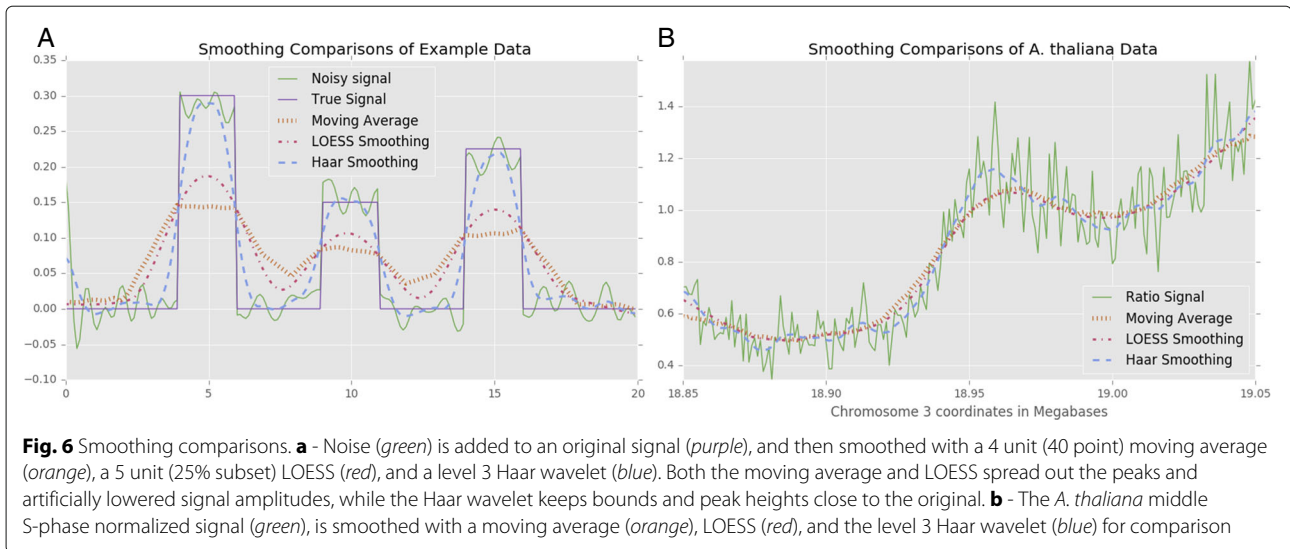 A
Smoothing Comparisons of Example Data
0.35
0.30
0.25
0.20
0.15
0.10
0.05
0.00
−0.05
−0.10
0
5
10
15
20
Noisy signal
True Signal
Moving Average
LOESS Smoothing
Haar Smoothing
B
Smoothing Comparisons of A. thaliana Data
1.4
1.2
1.0
0.8
0.6
0.4
18.85
18.90
18.95
19.00
19.05
Chromosome 3 coordinates in Megabases
Ratio Signal
Moving Average
LOESS Smoothing
Haar Smoothing
Fig. 6 Smoothing comparisons. a - Noise (green) is added to an original signal (purple), and then smoothed with a 4 unit (40 point) moving average
(orange), a 5 unit (25% subset) LOESS (red), and a level 3 Haar wavelet (blue). Both the moving average and LOESS spread out the peaks and
artificially lowered signal amplitudes, while the Haar wavelet keeps bounds and peak heights close to the original. b - The A. thaliana middle
S-phase normalized signal (green), is smoothed with a moving average (orange), LOESS (red), and the level 3 Haar wavelet (blue) for comparison